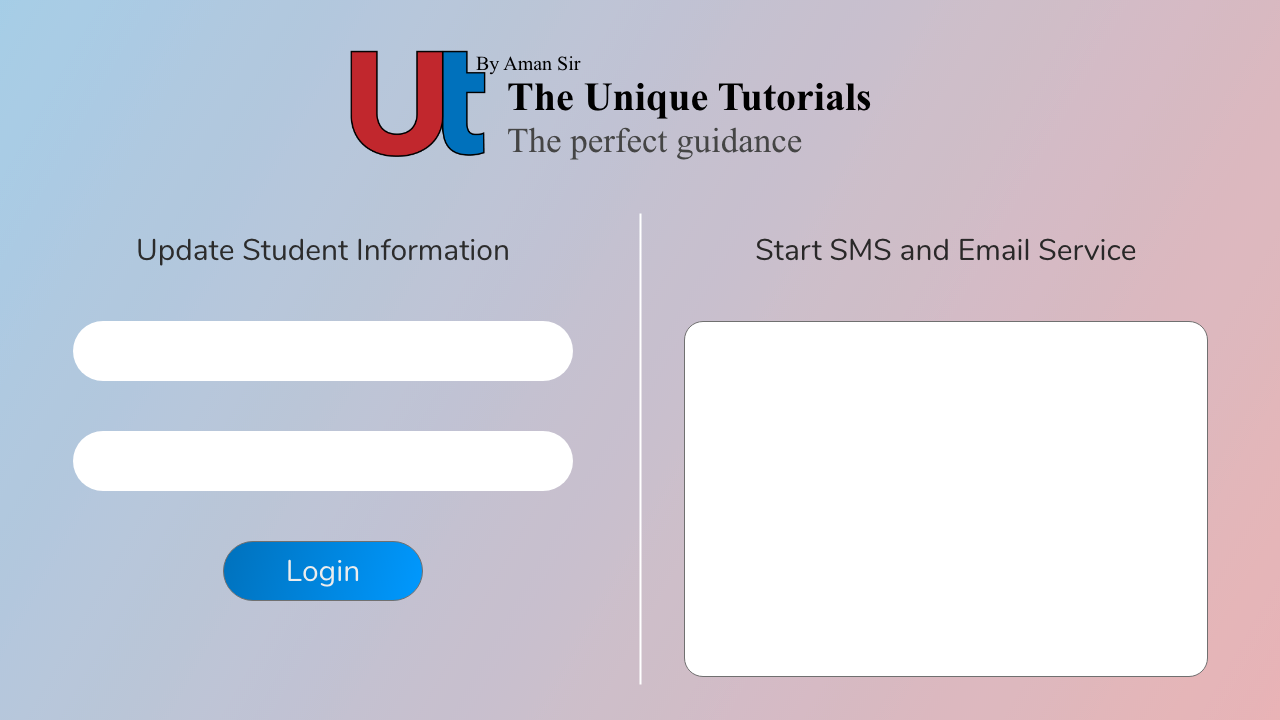 Ut
By Aman Sir
The Unique Tutorials
The perfect guidance
Update Student Information
Start SMS and Email Service
Login